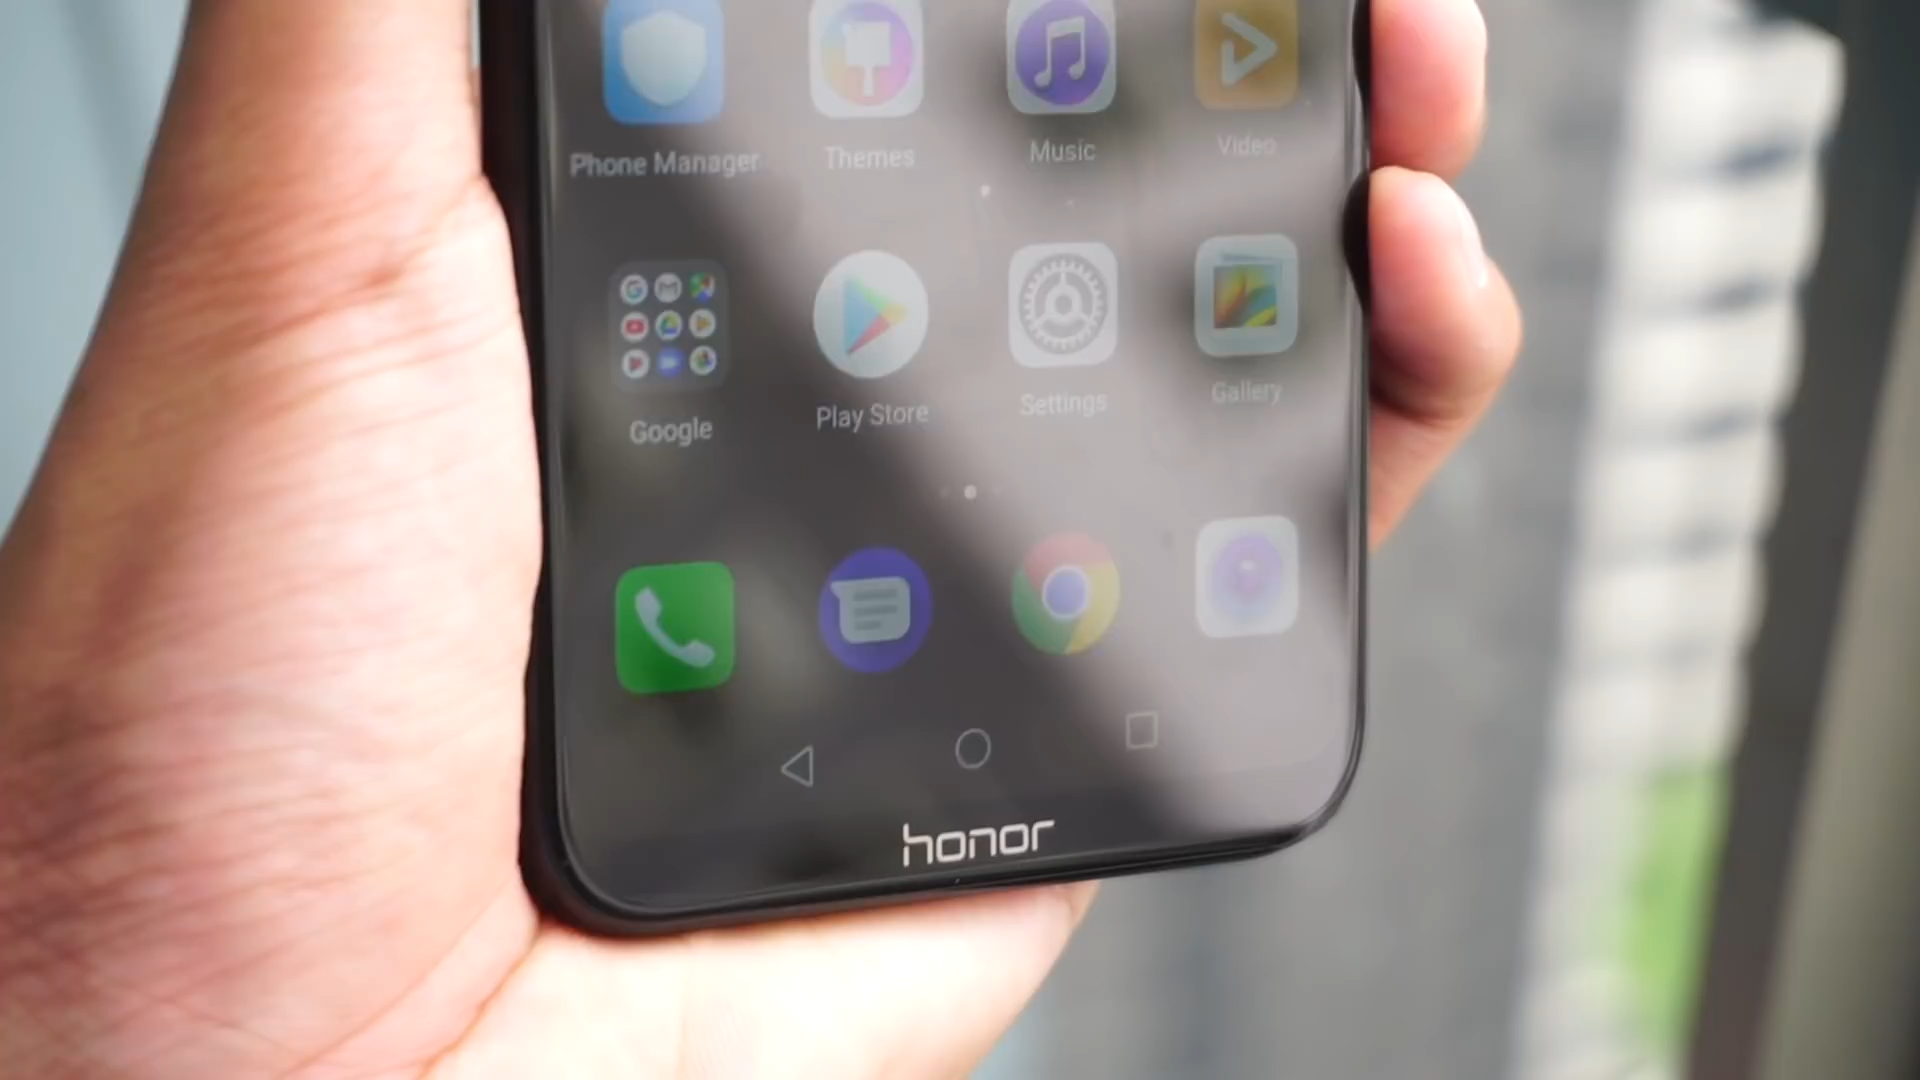 Phone Manager
Themes
Music
Video
Google
Play Store
Settings
Gallery
honor